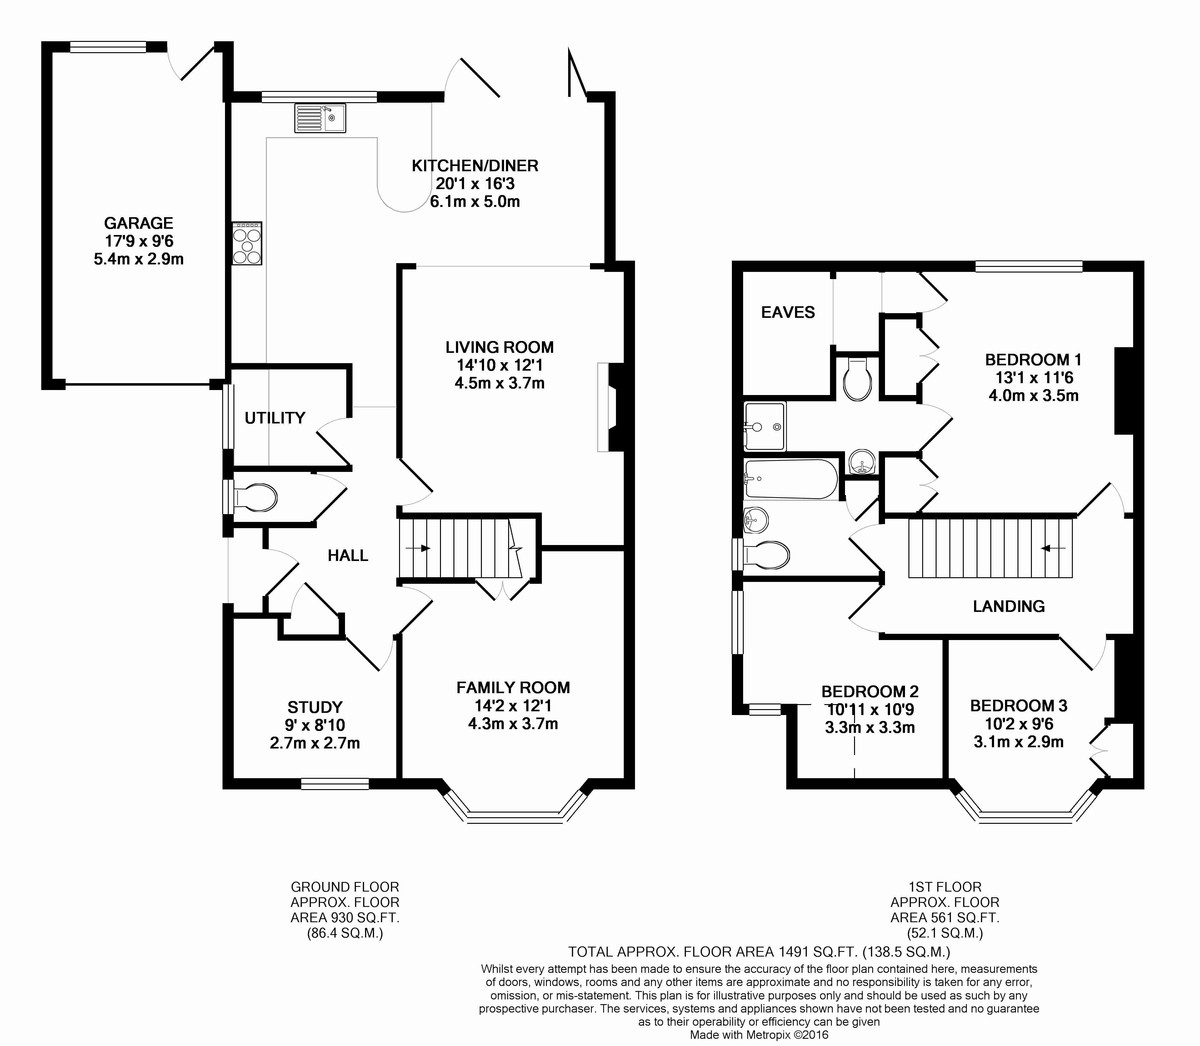 GARAGE
17'9 x 9'6
5.4m x 2.9m
KITCHEN/DINER
20'1 x 16'3
6.1m x 5.0m
LIVING ROOM
14'10 x 12'1
4.5m x 3.7m
UTILITY
HALL
STUDY
9' x 8'10
2.7m x 2.7m
FAMILY ROOM
14'2 x 12'1
4.3m x 3.7m
EAVES
BEDROOM 1
13'1 x 11'6
4.0m x 3.5m
LANDING
BEDROOM 2
10'11 x 10'9
3.3m x 3.3m
BEDROOM 3
10'2 x 9'6
3.1m x 2.9m
GROUND FLOOR
APPROX. FLOOR
AREA 930 SQ.FT.
(86.4 SQ.M.)
1ST FLOOR
APPROX. FLOOR
AREA 561 SQ.FT.
(52.1 SQ.M.)
TOTAL APPROX. FLOOR AREA 1491 SQ.FT. (138.5 SQ.M.)
Whilst every attempt has been made to ensure the accuracy of the floor plan contained here, measurements
of doors, windows, rooms and any other items are approximate and no responsibility is taken for any error,
omission, or mis-statement. This plan is for illustrative purposes only and should be used as such by any
prospective purchaser. The services, systems and appliances shown have not been tested and no guarantee
as to their operability or efficiency can be given
Made with Metropix ©2016